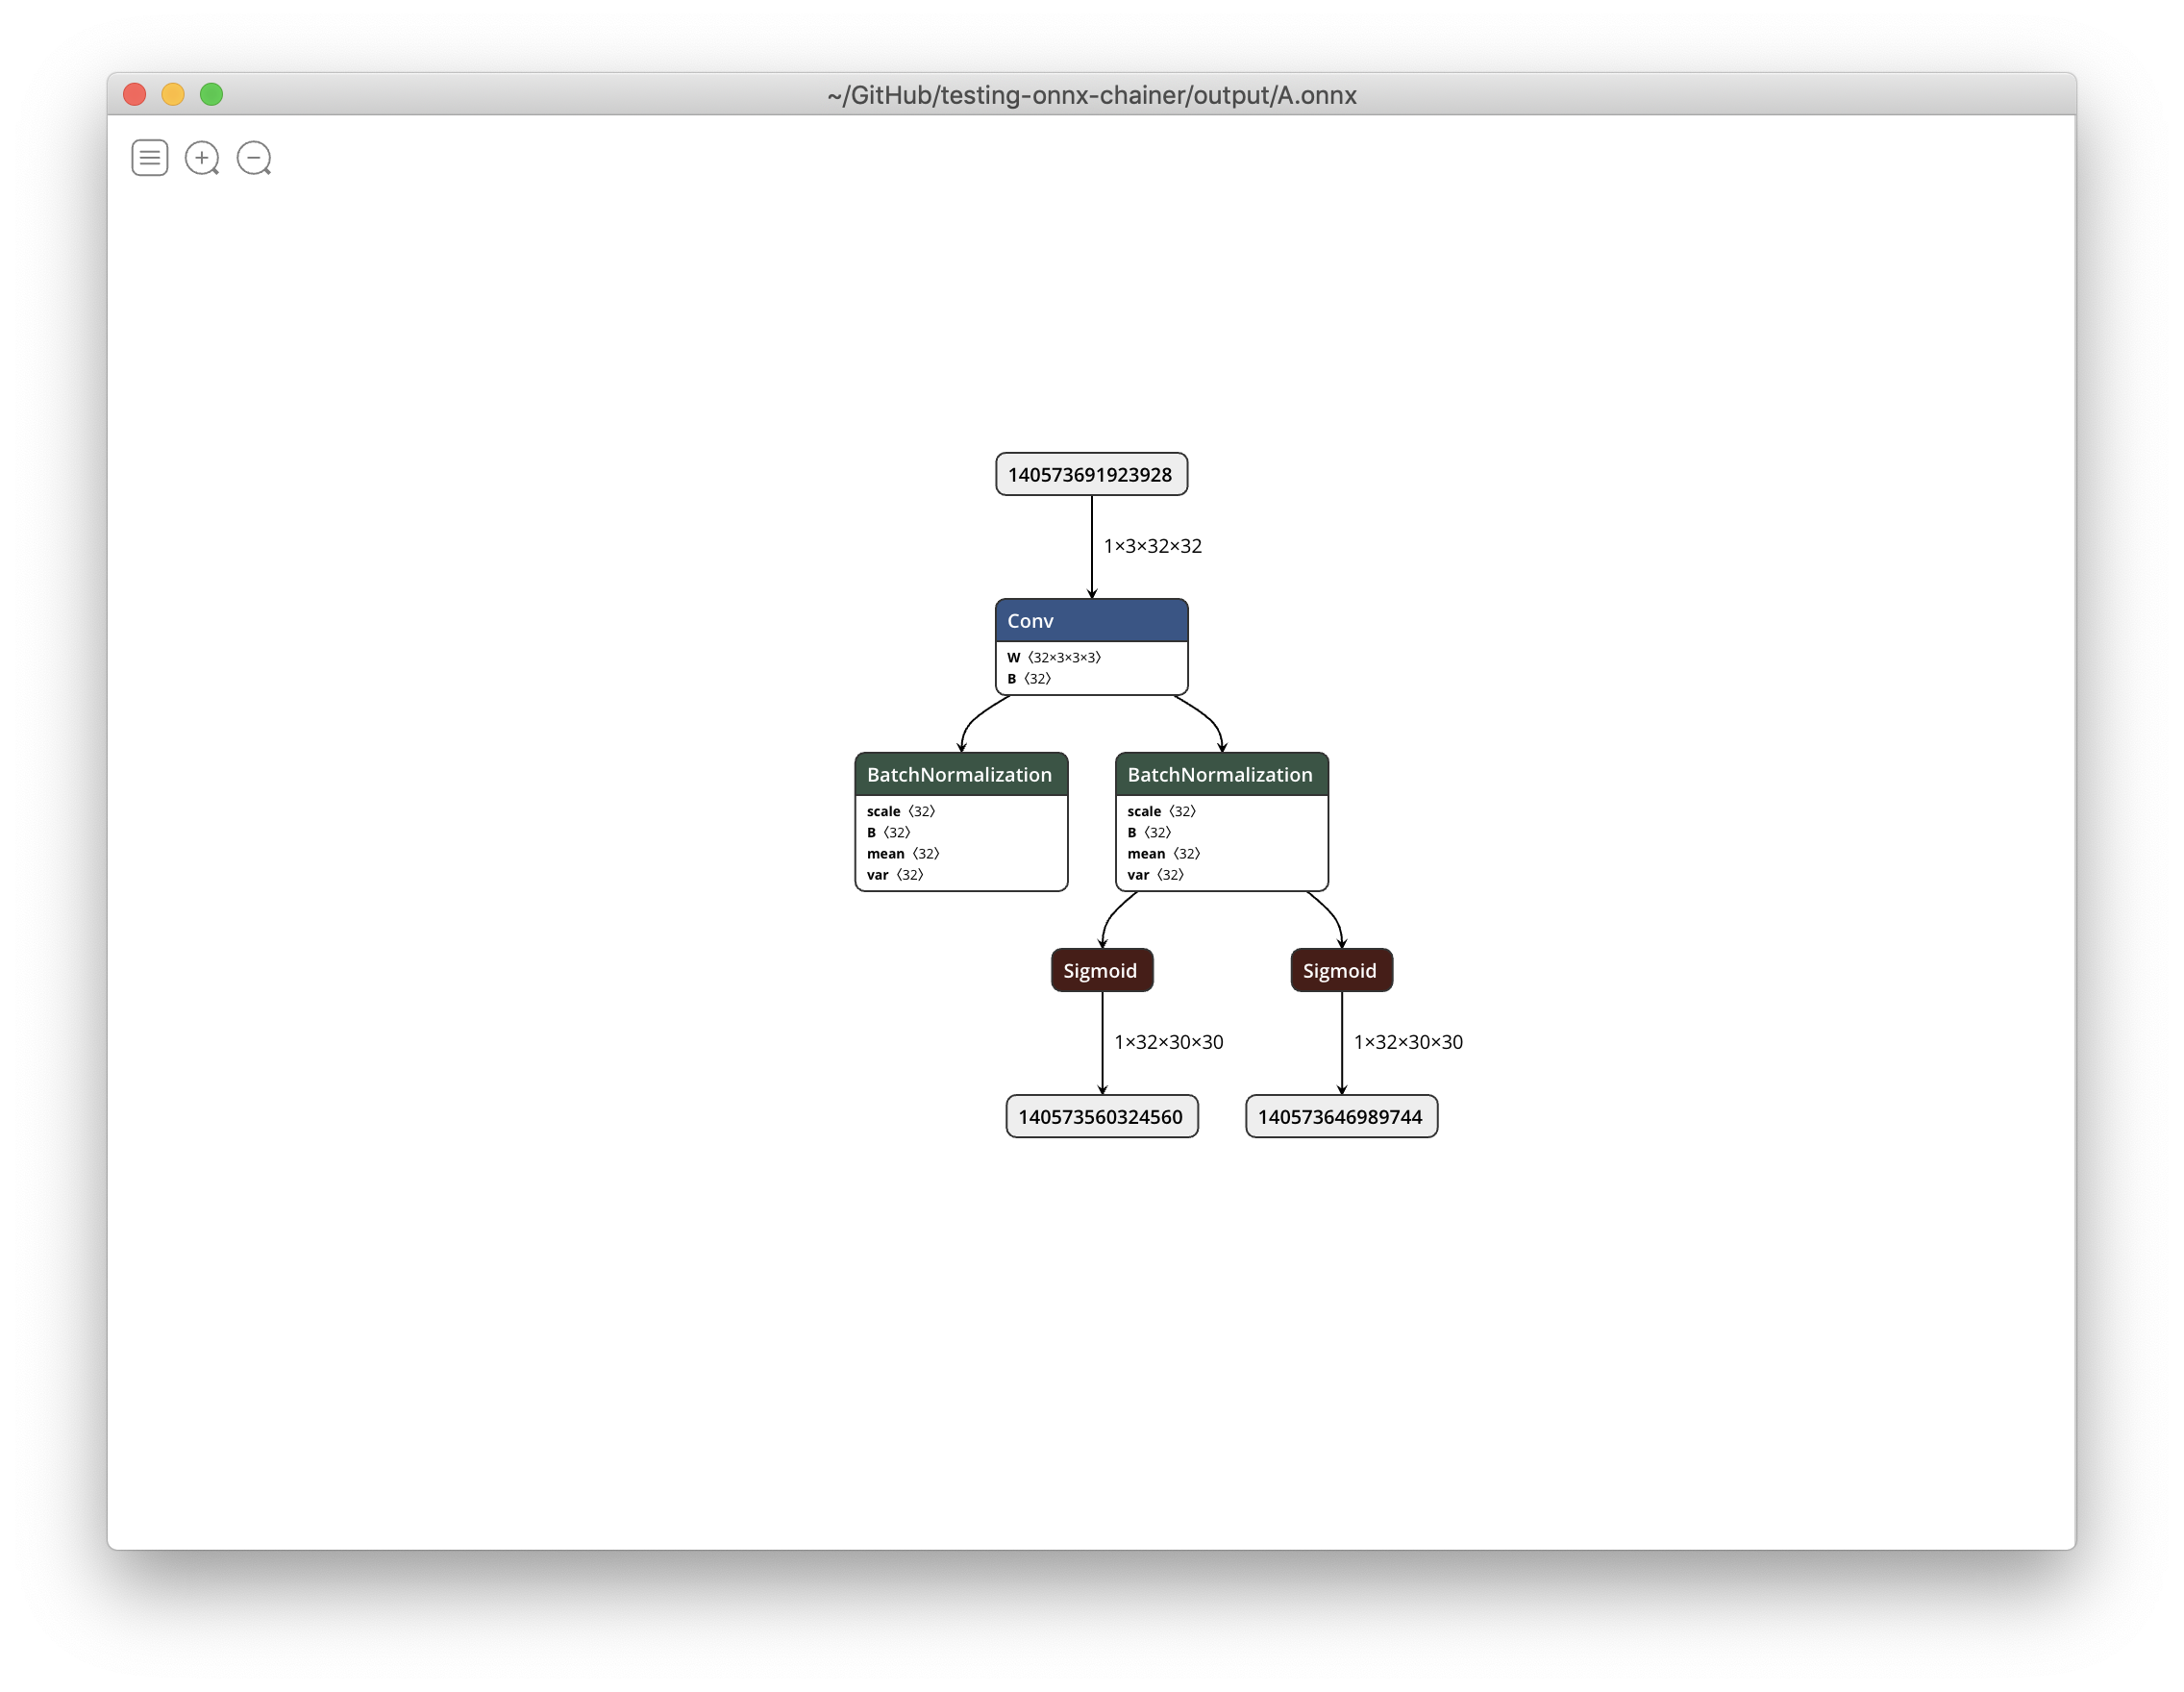 ~/GitHub/testing-onnx-chainer/output/A.onnx
140573691923928
1×3×32×32
Conv
W 〈32×3×3×3〉
B 〈32〉
BatchNormalization
scale 〈32〉
B 〈32〉
mean 〈32〉
var 〈32〉
BatchNormalization
scale 〈32〉
B 〈32〉
mean 〈32〉
var 〈32〉
Sigmoid
Sigmoid
1×32×30×30
1×32×30×30
140573560324560
140573646989744